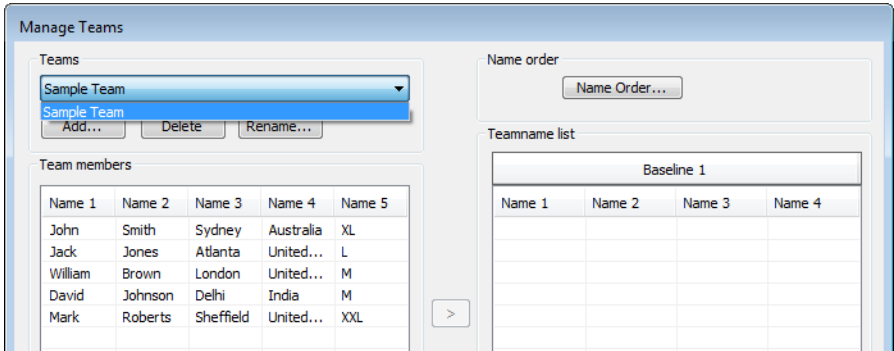 Manage Teams
Teams
Sample Team
Sample Team
Add... Delete Rename...
Name order
Name Order...
Team members
Name 1 Name 2 Name 3 Name 4 Name 5
John Smith Sydney Australia XL
Jack Jones Atlanta United... L
William Brown London United... M
David Johnson Delhi India M
Mark Roberts Sheffield United... XXL
>
Teamname list
Baseline 1
Name 1 Name 2 Name 3 Name 4